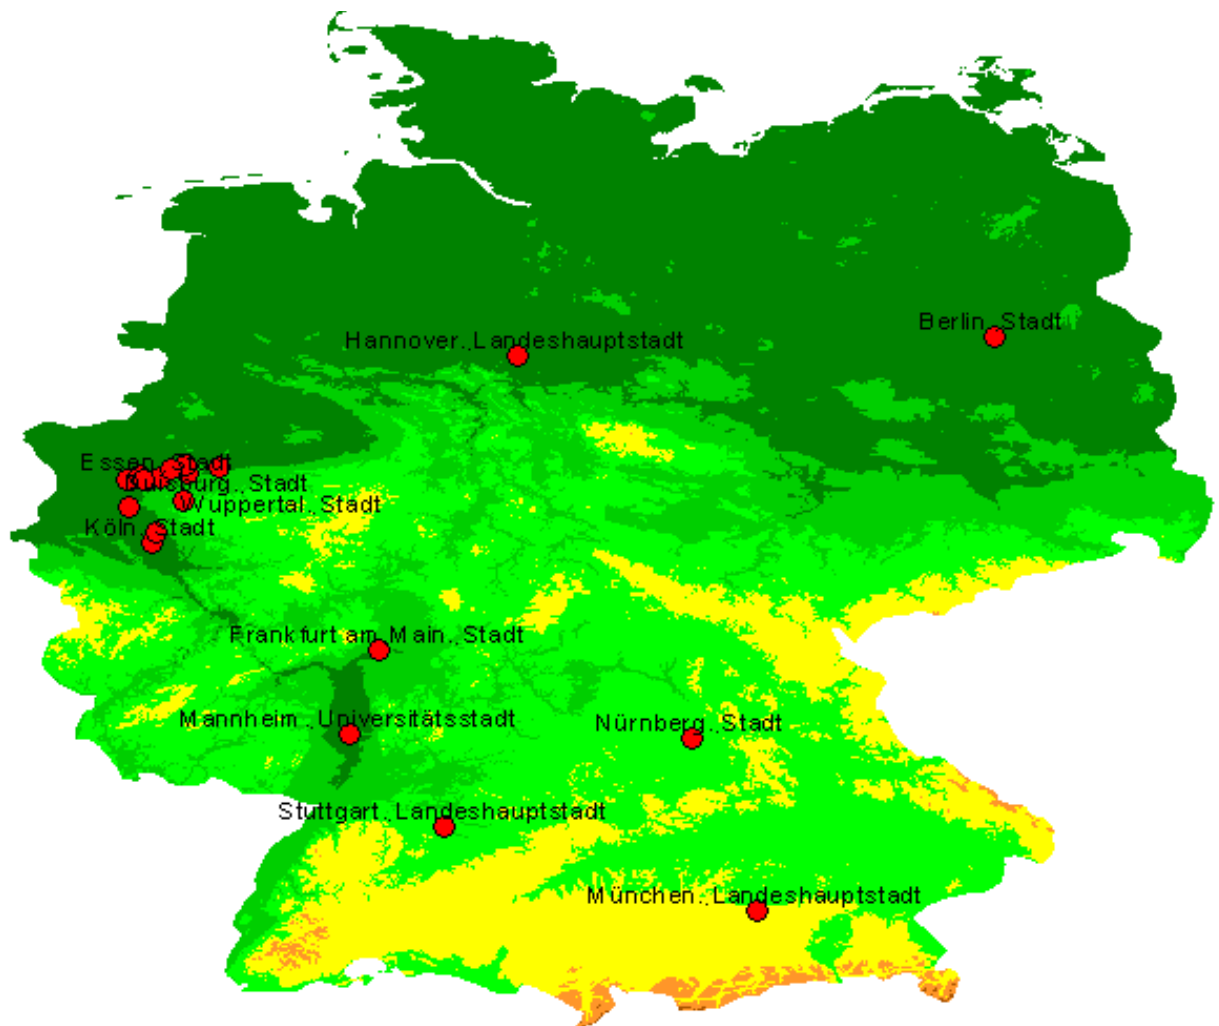 Berlin, Stadt
Hannover, Landeshauptstadt
Essen, Stadt
Duisburg, Stadt
Wuppertal, Stadt
Köln, Stadt
Frankfurt am Main, Stadt
Mannheim, Universitätsstadt
Nürnberg, Stadt
Stuttgart, Landeshauptstadt
München, Landeshauptstadt